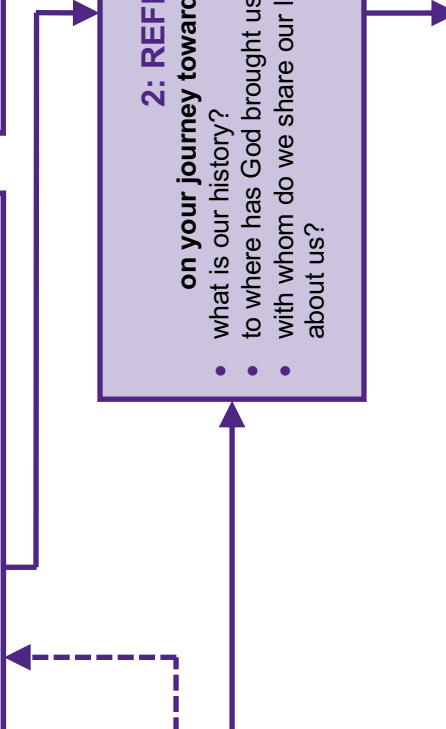 2: REF
on your journey toward
what is our history?
to where has God brought us
with whom do we share our
about us?